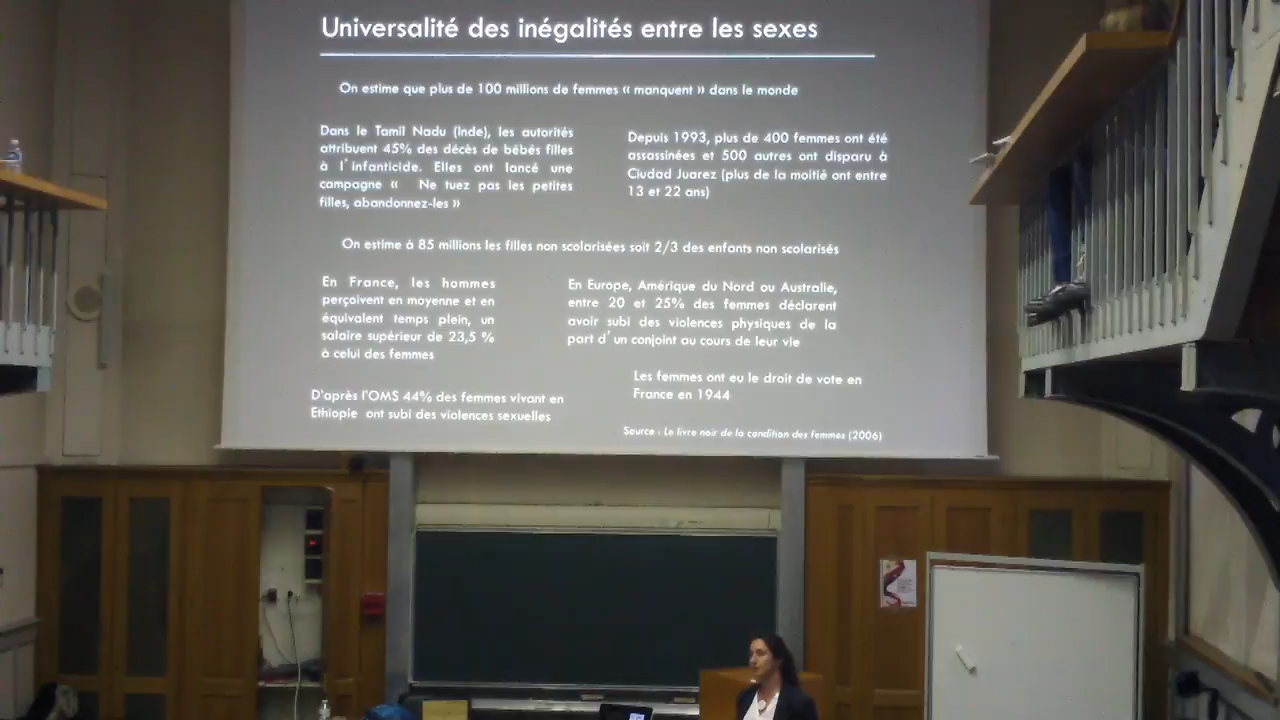 Universalité des inégalités entre les sexes
On estime que plus de 100 millions de femmes « manquent » dans le monde
Dans le Tamil Nadu (Inde), les autorités
attribuent 45% des décès de bébés filles
à l'infanticide. Elles ont lancé une
campagne « Ne tuez pas les petites
filles, abandonnez-les »
Depuis 1993, plus de 400 femmes ont été
assassinées et 500 autres ont disparu à
Ciudad Juarez (plus de la moitié ont entre
13 et 22 ans)
On estime à 85 millions les filles non scolarisées soit 2/3 des enfants non scolarisés
En France, les hommes
perçoivent en moyenne et en
équivalent temps plein, un
salaire supérieur de 23,5 %
à celui des femmes
En Europe, Amérique du Nord ou Australie,
entre 20 et 25% des femmes déclarent
avoir subi des violences physiques de la
part d'un conjoint au cours de leur vie
D'après l'OMS 44% des femmes vivant en
Ethiopie ont subi des violences sexuelles
Les femmes ont eu le droit de vote en
France en 1944
Source : Le livre noir de la condition des femmes (2006)